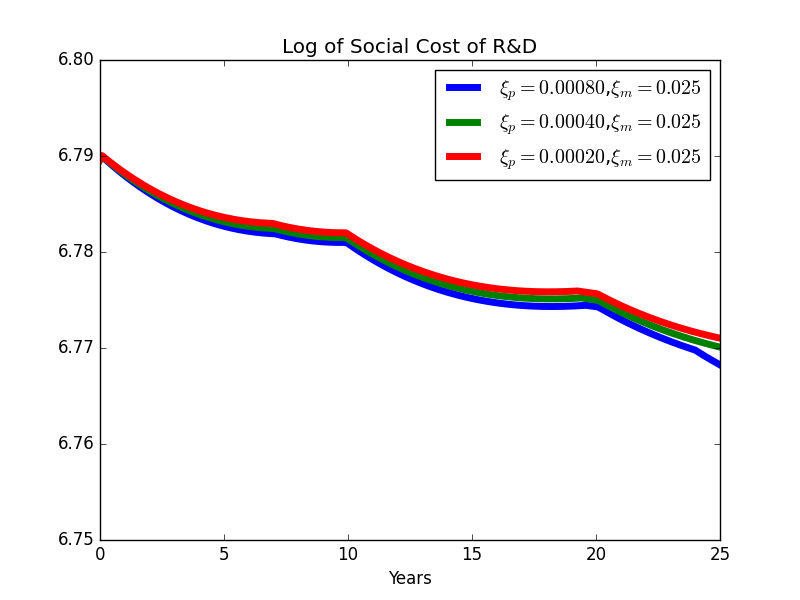 Log of Social Cost of R&D
6.80
6.79
6.78
6.77
6.76
6.75
ξₚ = 0.00080,ξₘ = 0.025
ξₚ = 0.00040,ξₘ = 0.025
ξₚ = 0.00020,ξₘ = 0.025
0 5 10 15 20 25
Years